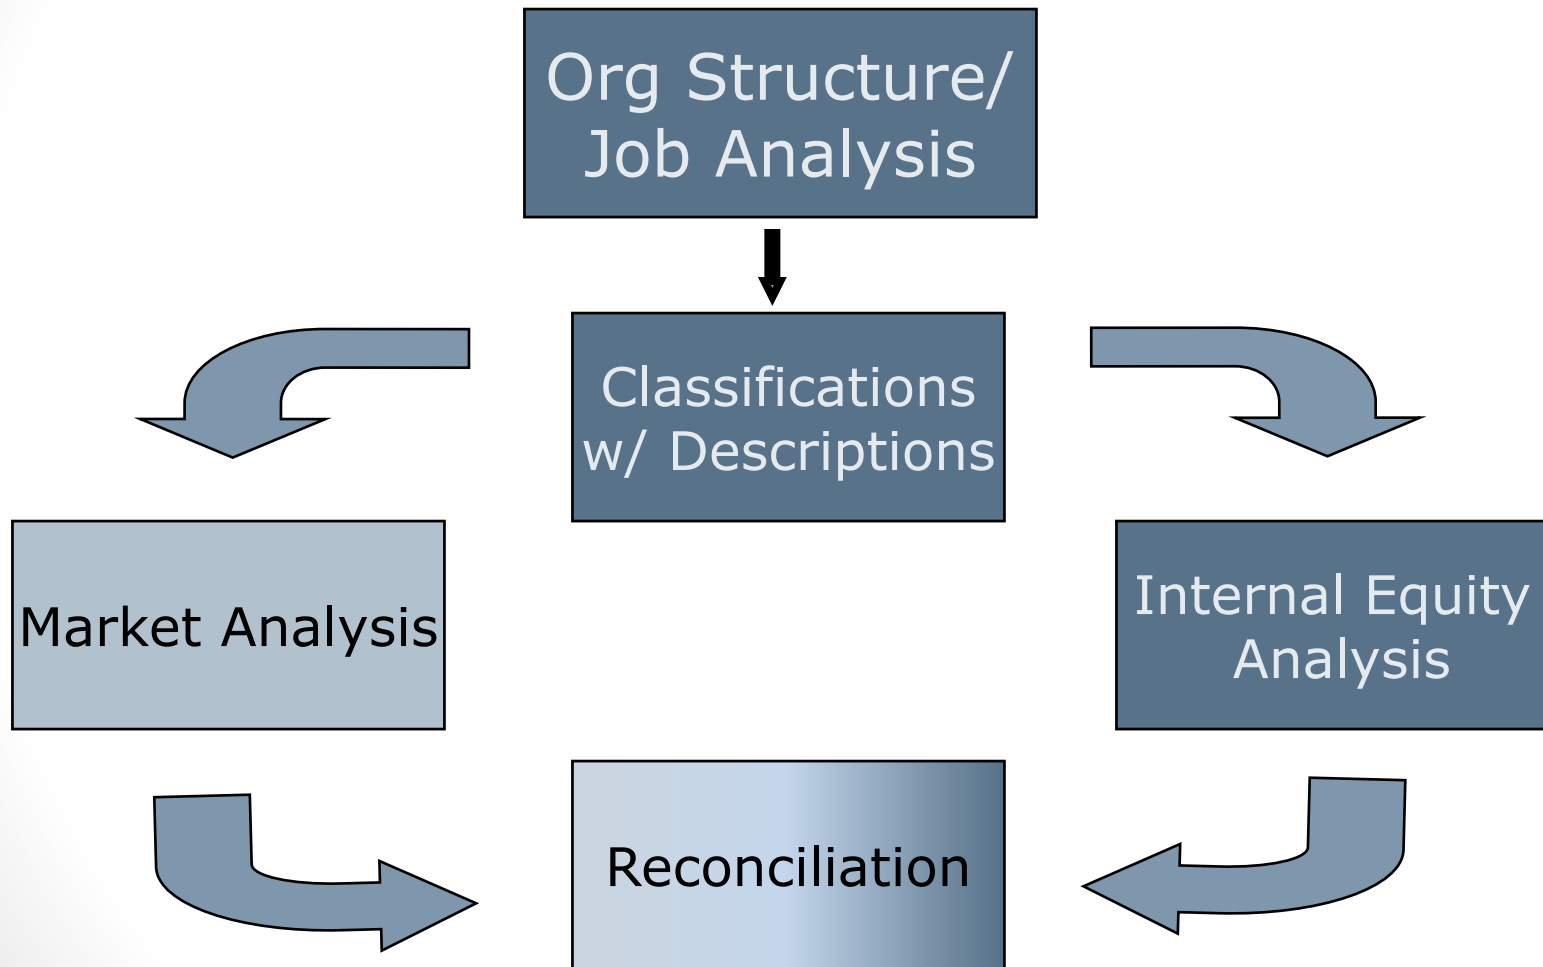 Org Structure/
Job Analysis
Classifications
w/ Descriptions
Market Analysis
Internal Equity
Analysis
Reconciliation